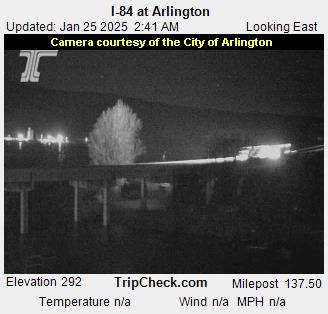 I-84 at Arlington
Updated: Jan 25 2025 2:41 AM Looking East
Camera courtesy of the City of Arlington
Elevation 292 TripCheck.com Milepost 137.50
Temperature n/a Wind n/a MPH n/a